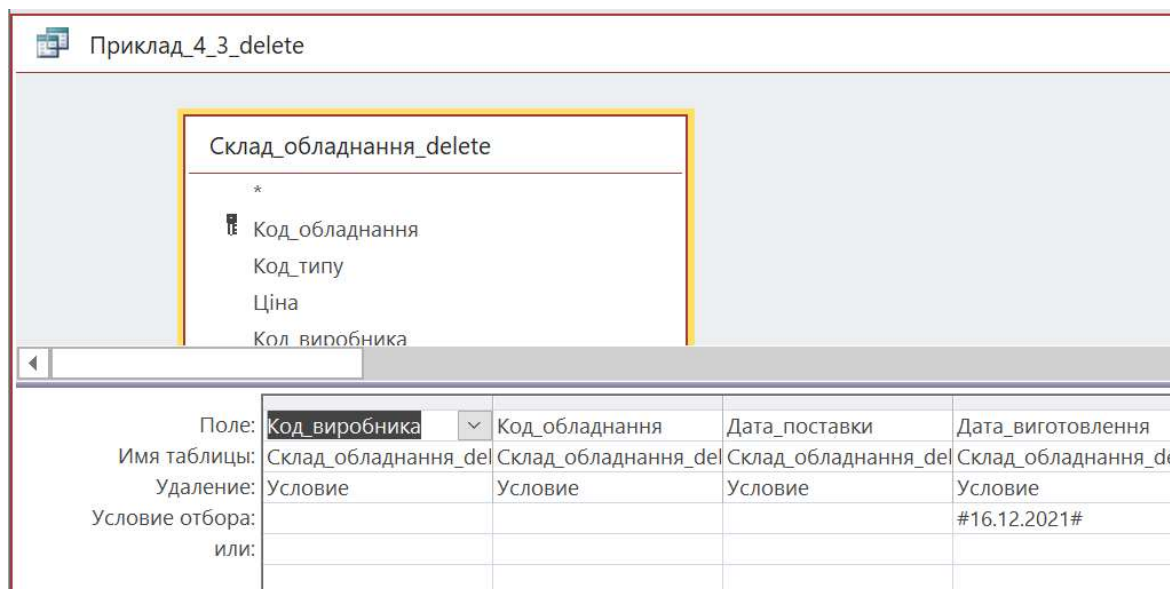 Приклад_4_3_delete
Склад_обладнання_delete
*
Код_обладнання
Код_типу
Ціна
Код_виробника
Поле: Код_виробника Код_обладнання Дата_поставки Дата_виготовлення
Имя таблицы: Склад_обладнання_del Склад_обладнання_del Склад_обладнання_del Склад_обладнання_de
Удаление: Условие Условие Условие Условие
Условие отбора: #16.12.2021#
или: